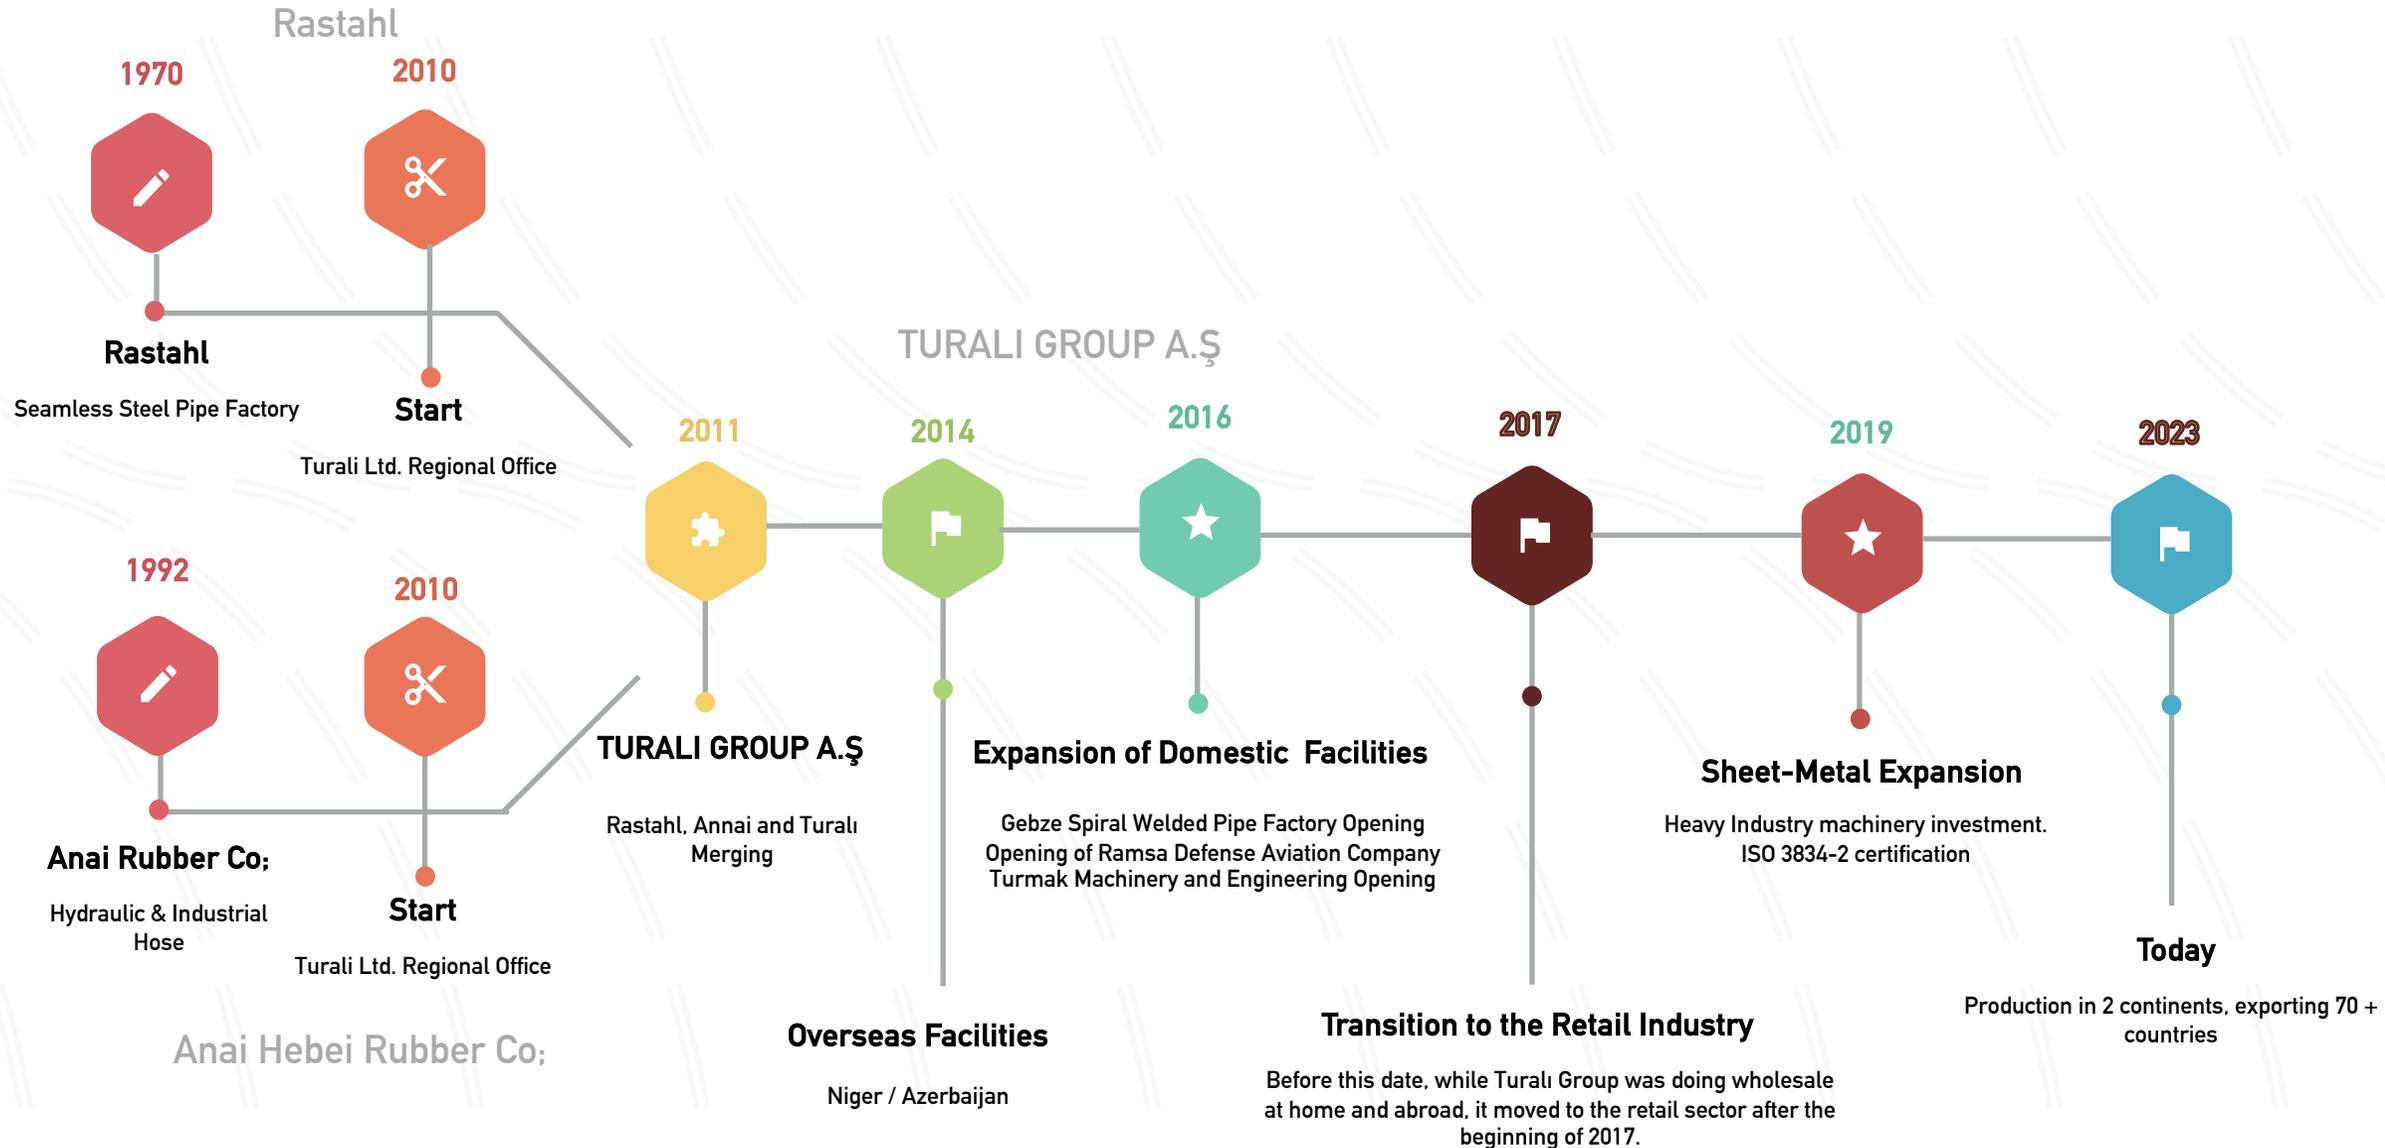 Rastahl
1970
2010
Rastahl
Seamless Steel Pipe Factory
Start
Turali Ltd. Regional Office
1992
2010
Anai Rubber Co;
Hydraulic & Industrial
Hose
Start
Turali Ltd. Regional Office
Anai Hebei Rubber Co;
TURALI GROUP A.Ş
2011
2014
2016
2017
2019
2023
TURALI GROUP A.Ş
Rastahl, Annai and Turalı
Merging
Overseas Facilities
Niger / Azerbaijan
Expansion of Domestic  Facilities
Gebze Spiral Welded Pipe Factory Opening
Opening of Ramsa Defense Aviation Company
Turmak Machinery and Engineering Opening
Transition to the Retail Industry
Before this date, while Turalı Group was doing wholesale
at home and abroad, it moved to the retail sector after the
beginning of 2017.
Sheet-Metal Expansion
Heavy Industry machinery investment.
ISO 3834-2 certification
Today
Production in 2 continents, exporting 70 +
countries